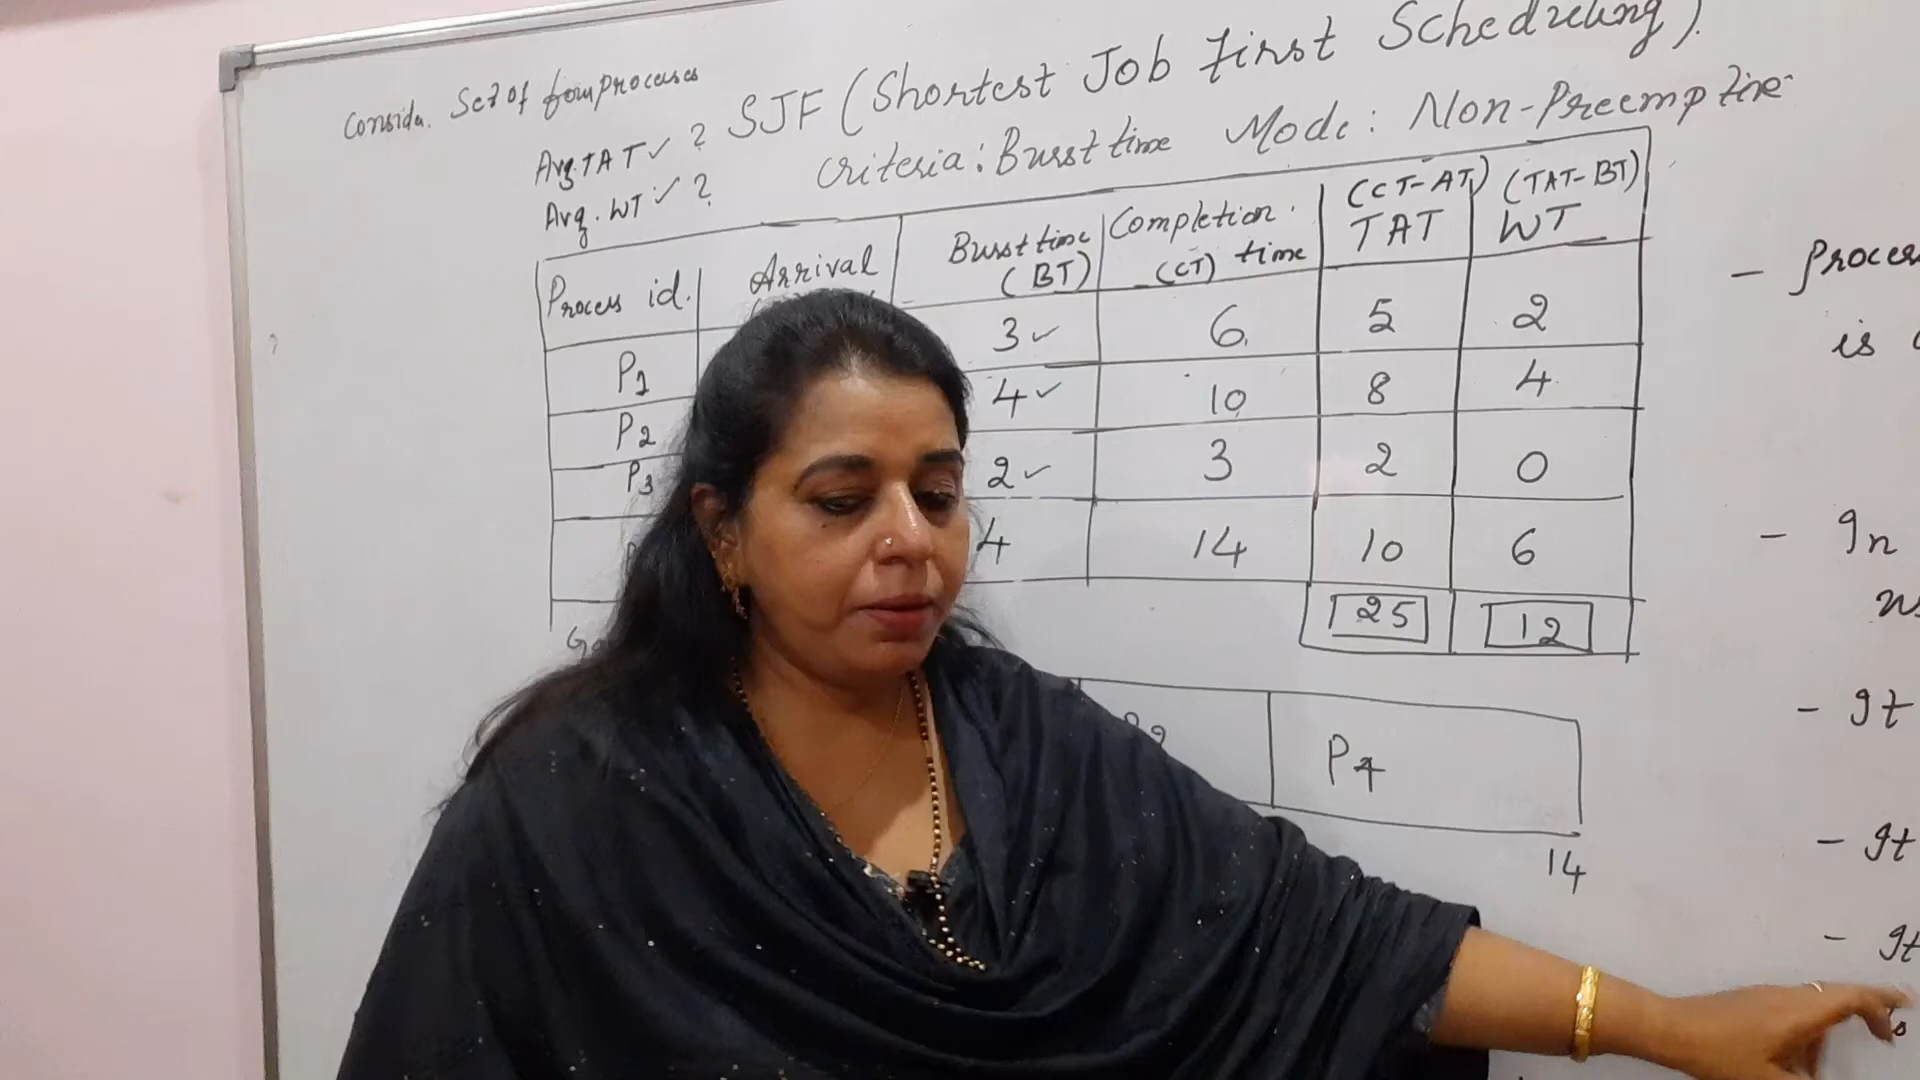 Conside. Set of four processes
SJF (Shortest Job First Scheduling).
Avg. TAT ✓ ?
Avg. WT ✓ ?
Criteria: Burst time Mode: Non-Preemptive
Process id. Arrival Burst time (BT) Completion (CT) time (CT-AT) TAT (TAT-BT) WT
P1 3 ✓ 6 5 2
P2 4 ✓ 10 8 4
P3 2 ✓ 3 2 0
4 14 10 6
25 12
P4
14
- Proces
is
- In
- It
- It
- It